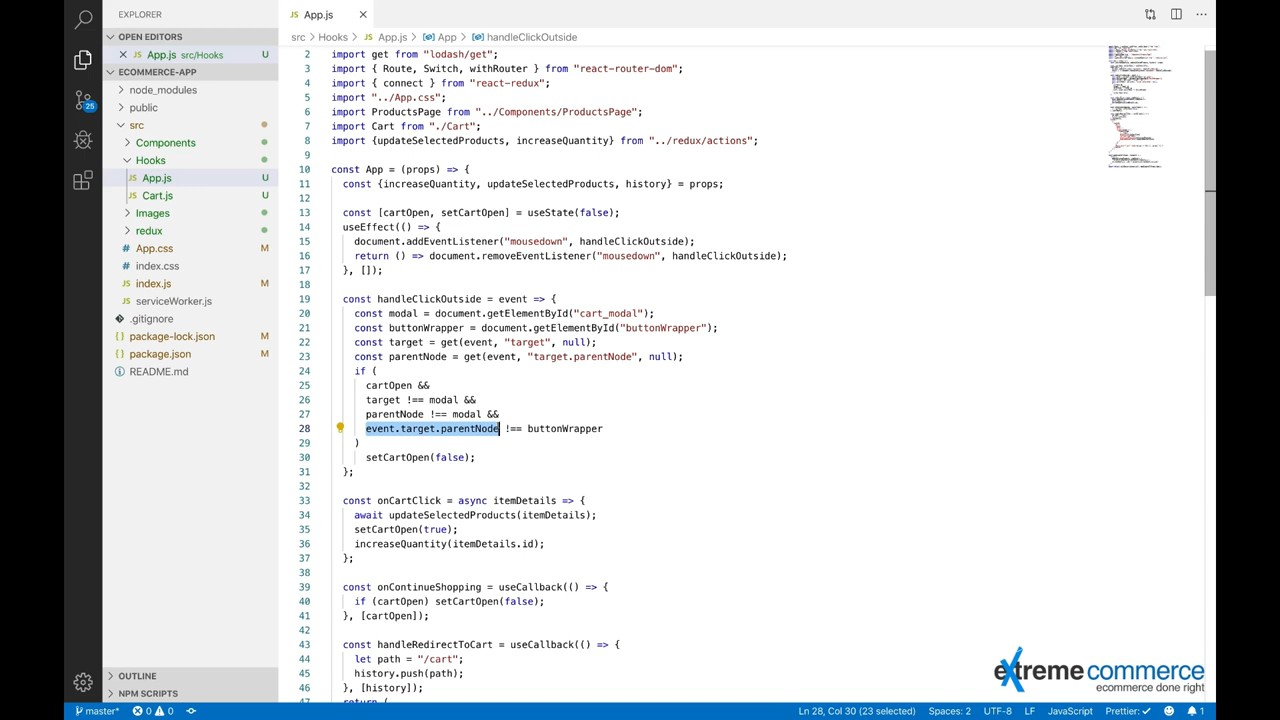 EXPLORER
OPEN EDITORS
App.js src/Hooks U
ECOMMERCE-APP
node_modules
public
src
Components
Hooks
App.js U
Cart.js U
Images
redux
App.css M
index.css
index.js M
serviceWorker.js
.gitignore
package-lock.json M
package.json M
README.md
OUTLINE
NPM SCRIPTS
25
App.js
src > Hooks > App.js > App > handleClickOutside
2 import get from "lodash/get";
3 import { Route, Switch, withRouter } from "react-router-dom";
4 import { connect } from "react-redux";
5 import "../App.css";
6 import ProductsPage from "../Components/ProductsPage";
7 import Cart from "./Cart";
8 import {updateSelectedProducts, increaseQuantity} from "../redux/actions";
9
10 const App = (props) => {
11 const {increaseQuantity, updateSelectedProducts, history} = props;
12
13 const [cartOpen, setCartOpen] = useState(false);
14 useEffect(() => {
15 document.addEventListener("mousedown", handleClickOutside);
16 return () => document.removeEventListener("mousedown", handleClickOutside);
17 }, []);
18
19 const handleClickOutside = event => {
20 const modal = document.getElementById("cart_modal");
21 const buttonWrapper = document.getElementById("buttonWrapper");
22 const target = get(event, "target", null);
23 const parentNode = get(event, "target.parentNode", null);
24 if (
25 cartOpen &&
26 target !== modal &&
27 parentNode !== modal &&
28 event.target.parentNode !== buttonWrapper
29 )
30 setCartOpen(false);
31 };
32
33 const onCartClick = async itemDetails => {
34 await updateSelectedProducts(itemDetails);
35 setCartOpen(true);
36 increaseQuantity(itemDetails.id);
37 };
38
39 const onContinueShopping = useCallback(() => {
40 if (cartOpen) setCartOpen(false);
41 }, [cartOpen]);
42
43 const handleRedirectToCart = useCallback(() => {
44 let path = "/cart";
45 history.push(path);
46 }, [history]);
47 return (
extreme commerce
ecommerce done right
master* 0 0 Ln 28, Col 30 (23 selected) Spaces: 2 UTF-8 LF JavaScript Prettier: ✓ 1